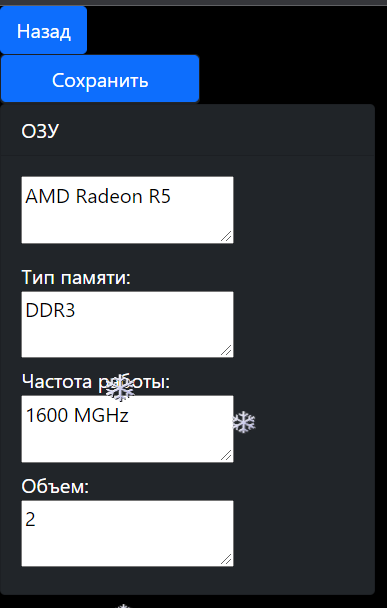 Назад
Сохранить
ОЗУ
AMD Radeon R5
Тип памяти:
DDR3
Частота работы:
1600 MGHz
Объем:
2